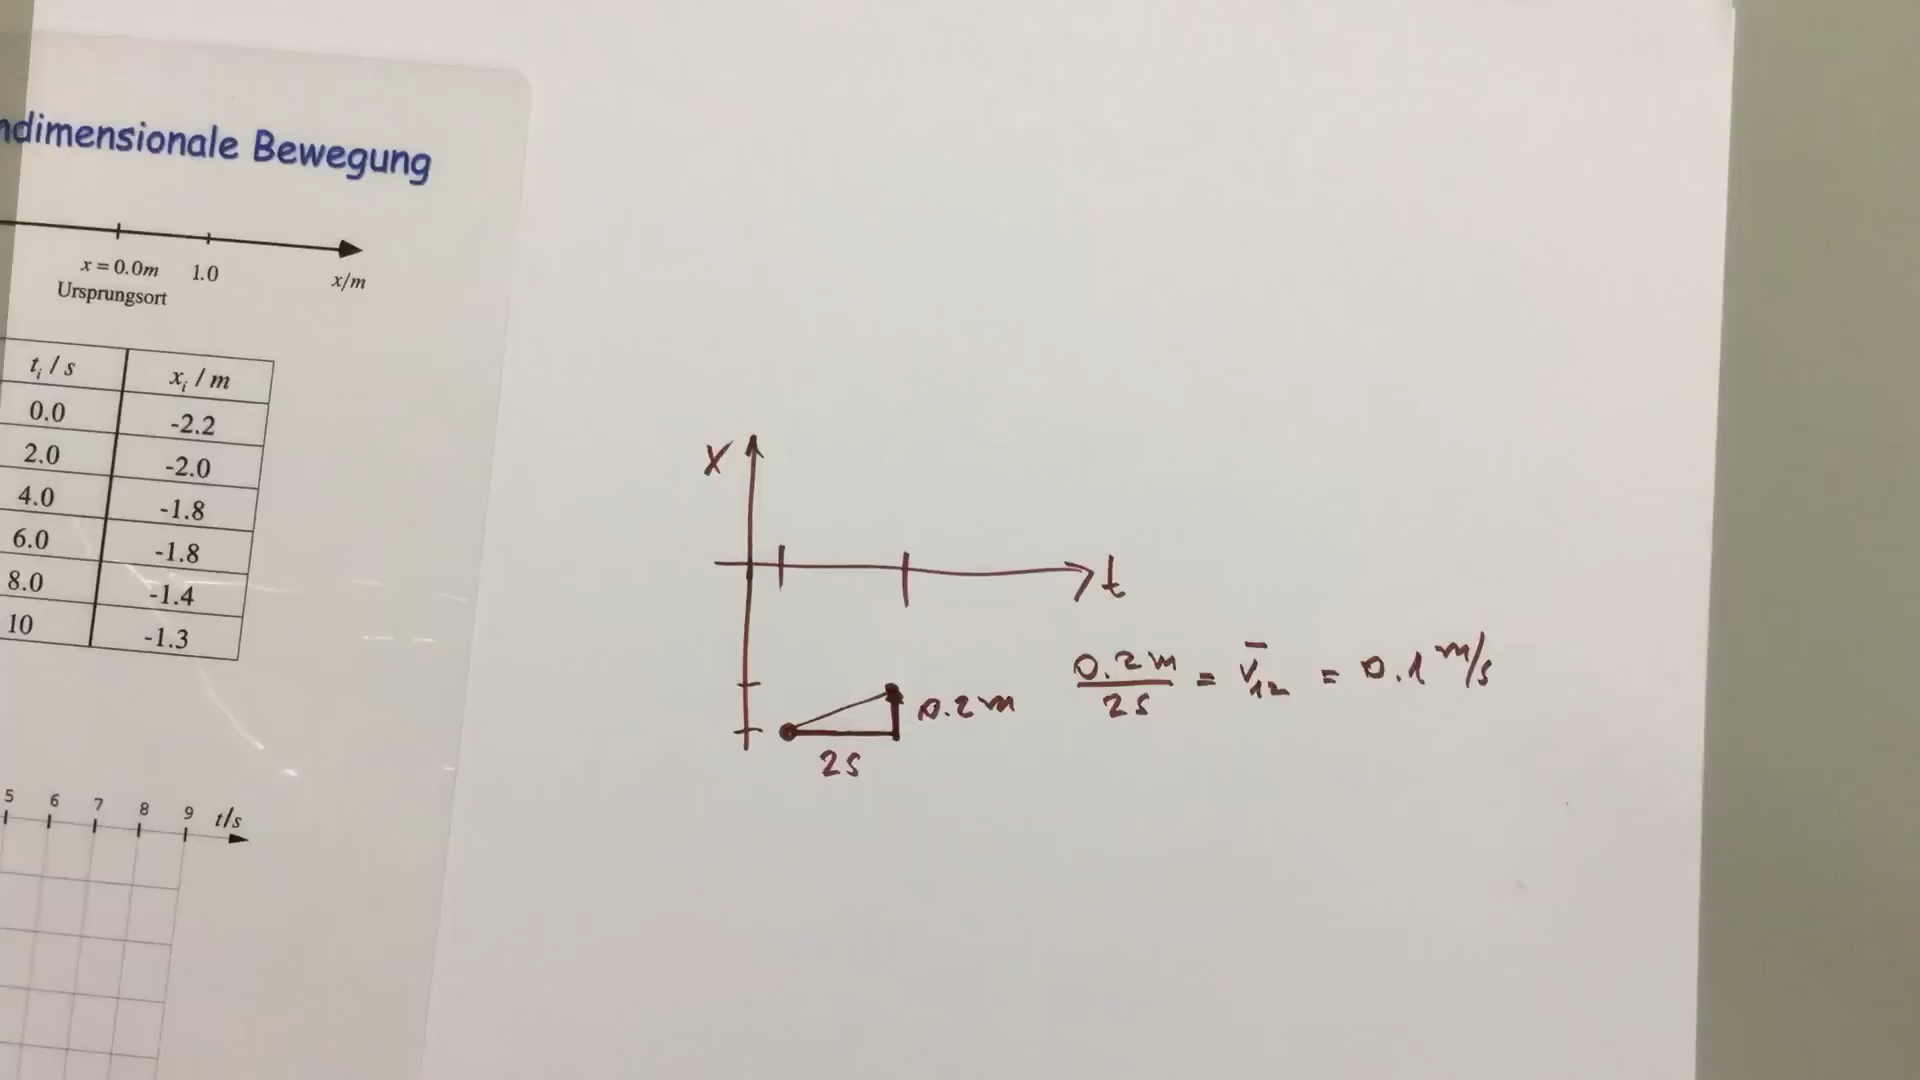 ndimensionale Bewegung
x = 0.0m 1.0 x/m
Ursprungsort
tᵢ / s xᵢ / m
0.0 -2.2
2.0 -2.0
4.0 -1.8
6.0 -1.8
8.0 -1.4
10 -1.3
5 6 7 8 9 t/s
x
t
0.2m
2s
0.2m/2s = v̄₁₂ = 0.1 m/s